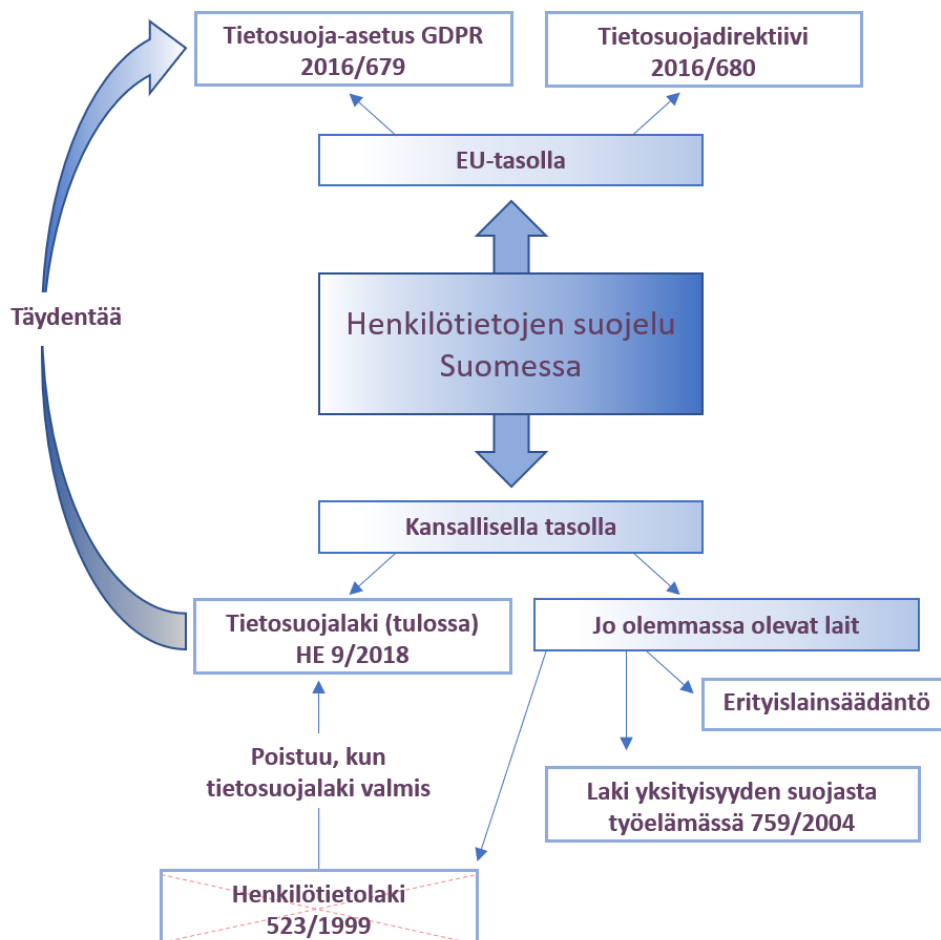 Tietosuoja-asetus GDPR
2016/679
Tietosuojadirektiivi
2016/680
EU-tasolla
Täydentää
Henkilötietojen suojelu
Suomessa
Kansallisella tasolla
Tietosuojalaki (tulossa)
HE 9/2018
Jo olemassa olevat lait
Erityislainsäädäntö
Poistuu, kun
tietosuojalaki valmis
Laki yksityisyyden suojasta
työelämässä 759/2004
Henkilötietolaki
523/1999